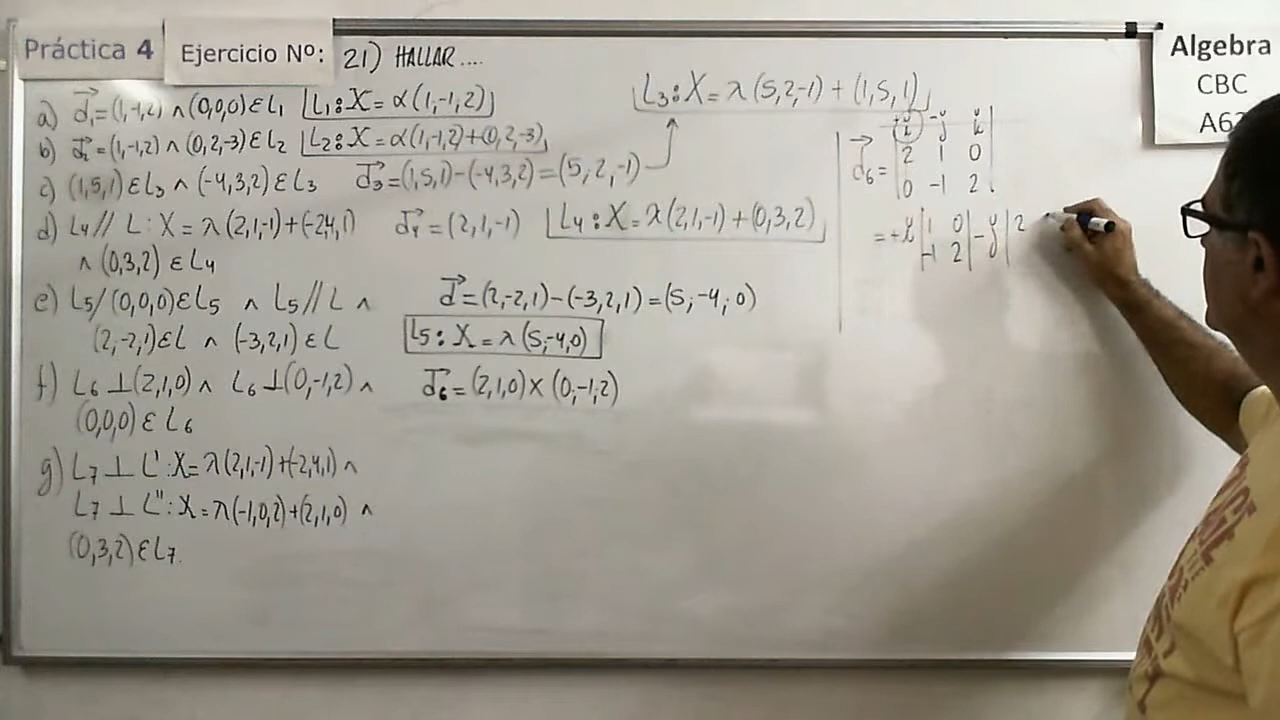 Práctica 4
Ejercicio Nº: 21) HALLAR....
Algebra
CBC
a) d₁=(1,-1,2) ∧ (0,0,0) ε L₁ L₁: X = α(1,-1,2)
b) d₂=(1,-1,2) ∧ (0,2,-3) ε L₂ L₂: X = α(1,-1,2)+(0,2,-3)
c) (1,5,1) ε L₃ ∧ (-4,3,2) ε L₃ d₃=(1,5,1)-(-4,3,2)=(5,2,-1)
L₃: X = λ(5,2,-1)+(1,5,1)
d) L₄// L: X = λ(2,1,-1)+(-2,4,1) d₄=(2,1,-1) L₄: X = λ(2,1,-1)+(0,3,2)
∧ (0,3,2) ε L₄
e) L₅/(0,0,0) ε L₅ ∧ L₅// L ∧ d=(2,-2,1)-(-3,2,1)=(5,-4,0)
(2,-2,1) ε L ∧ (-3,2,1) ε L L₅: X = λ(5,-4,0)
f) L₆ ⊥ (2,1,0) ∧ L₆ ⊥ (0,-1,2) ∧ d₆=(2,1,0)×(0,-1,2)
(0,0,0) ε L₆
g) L₇ ⊥ L': X = λ(2,1,-1)+(-2,4,1) ∧
L₇ ⊥ L'': X = λ(-1,0,2)+(2,1,0) ∧
(0,3,2) ε L₇.
d₆ = | 2 1 0
0 -1 2 |
= + i | 1 0 | - j | 2
| -1 2 |